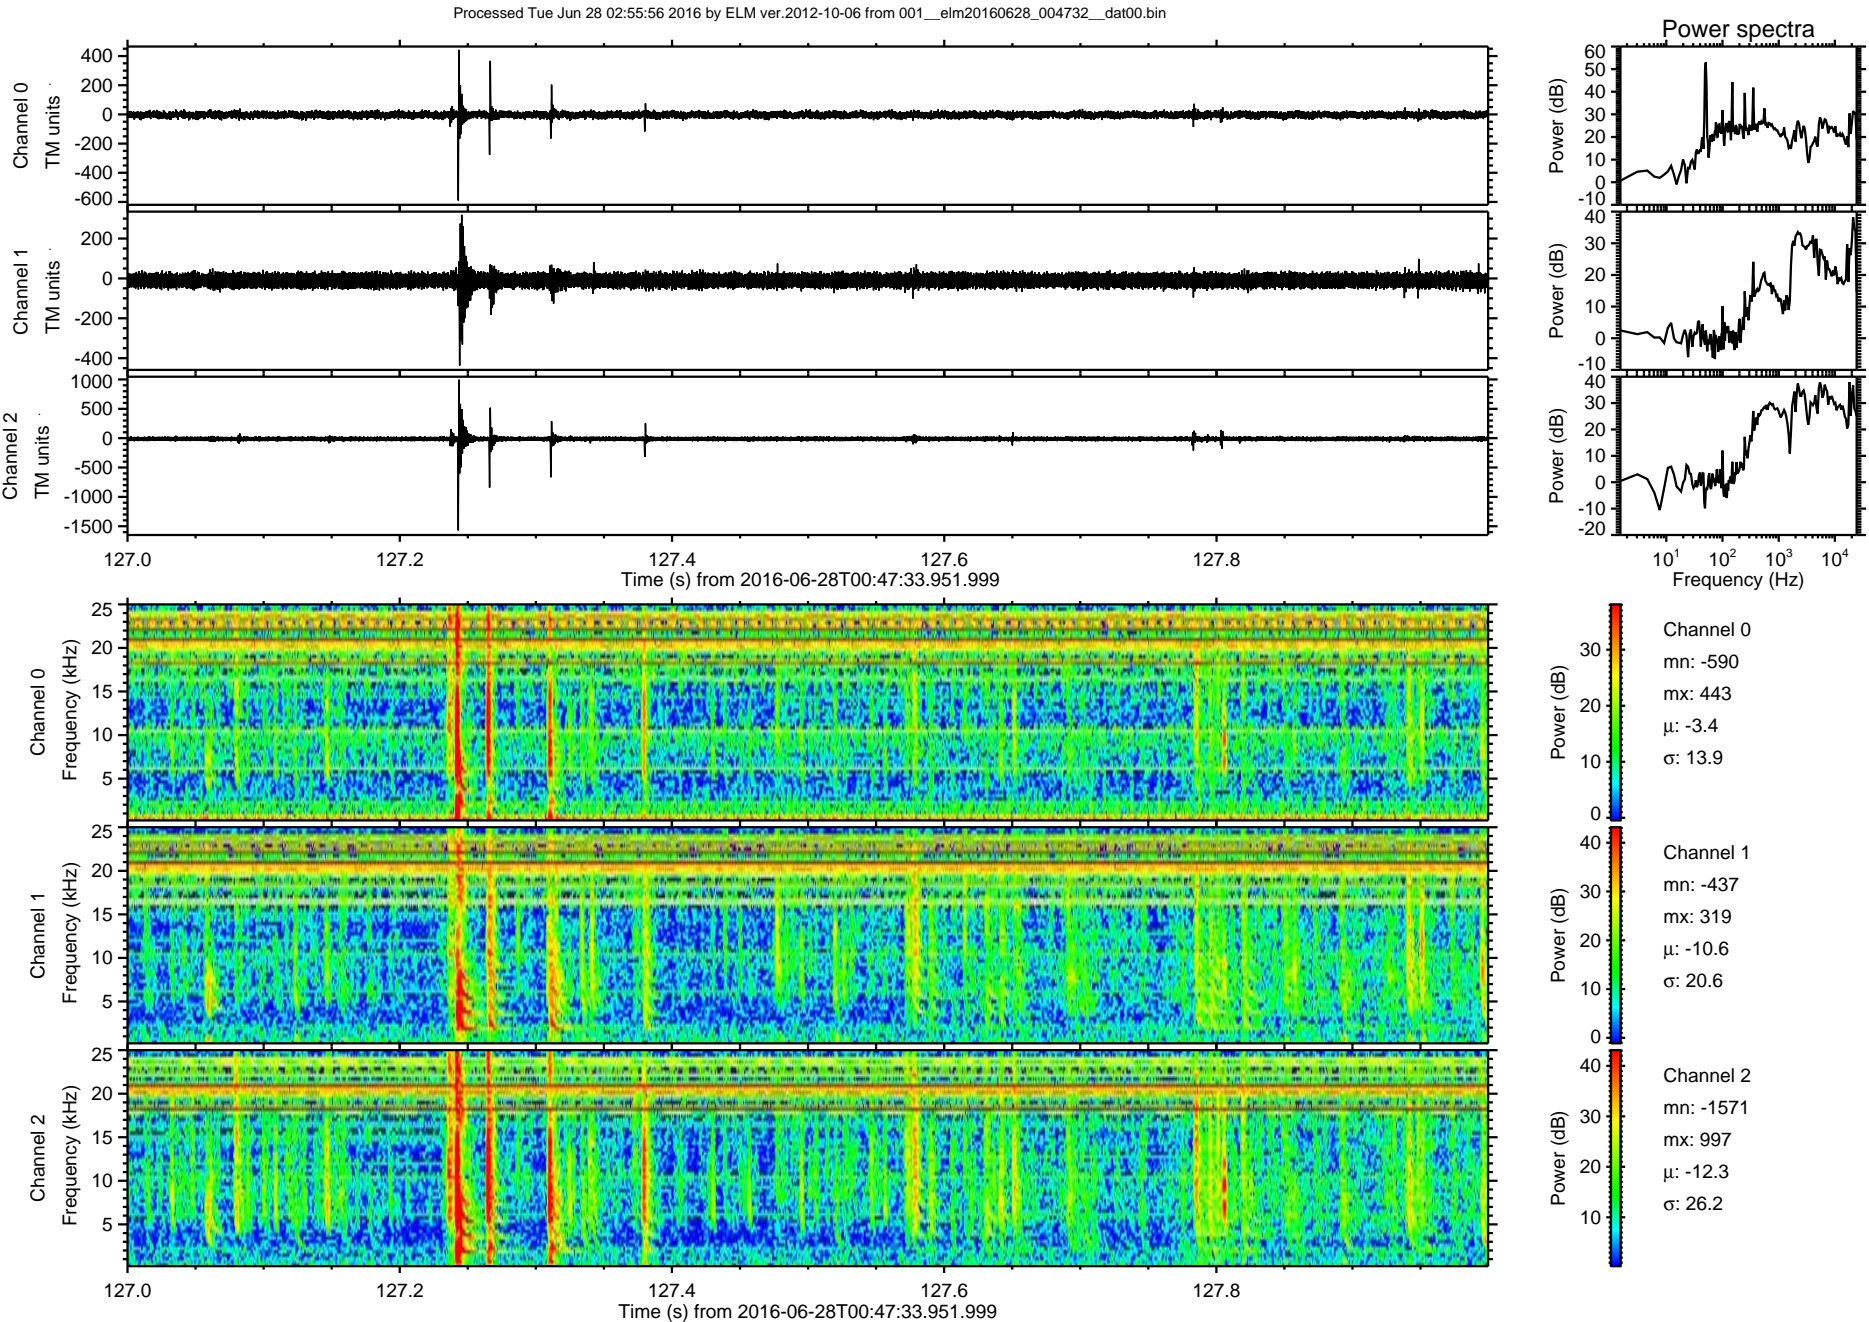 Processed Tue Jun 28 02:55:56 2016 by ELM ver.2012-10-06 from 001__elm20160628_004732__dat00.bin
Power spectra
Channel 0
TM units
400
200
0
-200
-400
-600
Power (dB)
60
50
40
30
20
10
0
-10
Channel 1
TM units
200
0
-200
-400
Power (dB)
40
30
20
10
0
-10
Channel 2
TM units
1000
500
0
-500
-1000
-1500
Power (dB)
40
30
20
10
0
-10
-20
127.0 127.2 127.4 127.6 127.8
Time (s) from 2016-06-28T00:47:33.951.999
10^1 10^2 10^3 10^4
Frequency (Hz)
Channel 0
Frequency (kHz)
25
20
15
10
5
Power (dB)
30
20
10
0
Channel 0
mn: -590
mx: 443
μ: -3.4
σ: 13.9
Channel 1
Frequency (kHz)
25
20
15
10
5
Power (dB)
40
30
20
10
0
Channel 1
mn: -437
mx: 319
μ: -10.6
σ: 20.6
Channel 2
Frequency (kHz)
25
20
15
10
5
Power (dB)
40
30
20
10
Channel 2
mn: -1571
mx: 997
μ: -12.3
σ: 26.2
127.0 127.2 127.4 127.6 127.8
Time (s) from 2016-06-28T00:47:33.951.999